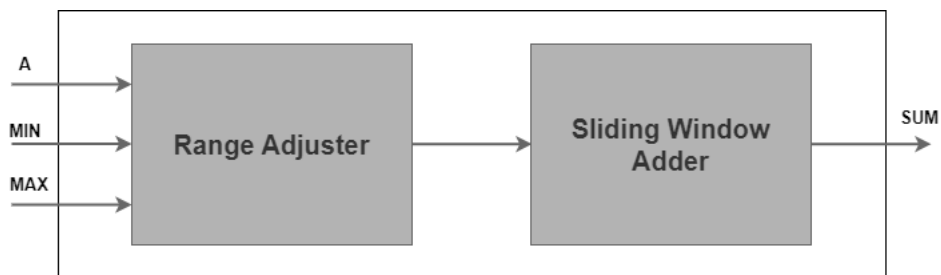 A
MIN
MAX
Range Adjuster
Sliding Window
Adder
SUM